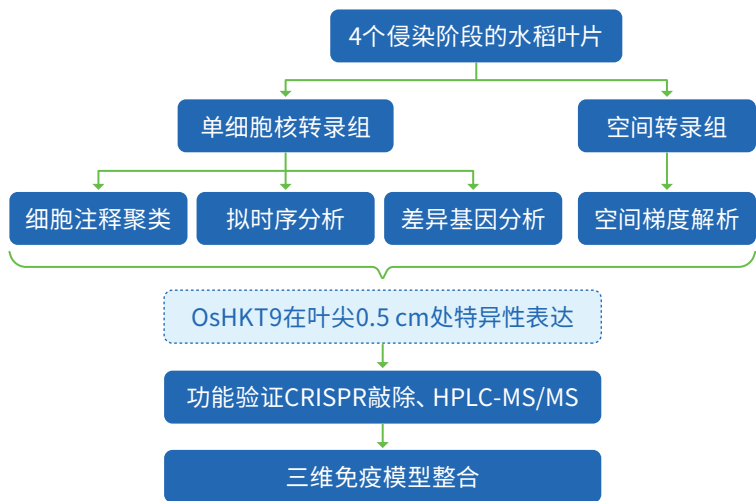 4个侵染阶段的水稻叶片
单细胞核转录组
空间转录组
细胞注释聚类
拟时序分析
差异基因分析
空间梯度解析
OsHKT9在叶尖0.5 cm处特异性表达
功能验证CRISPR敲除、HPLC-MS/MS
三维免疫模型整合